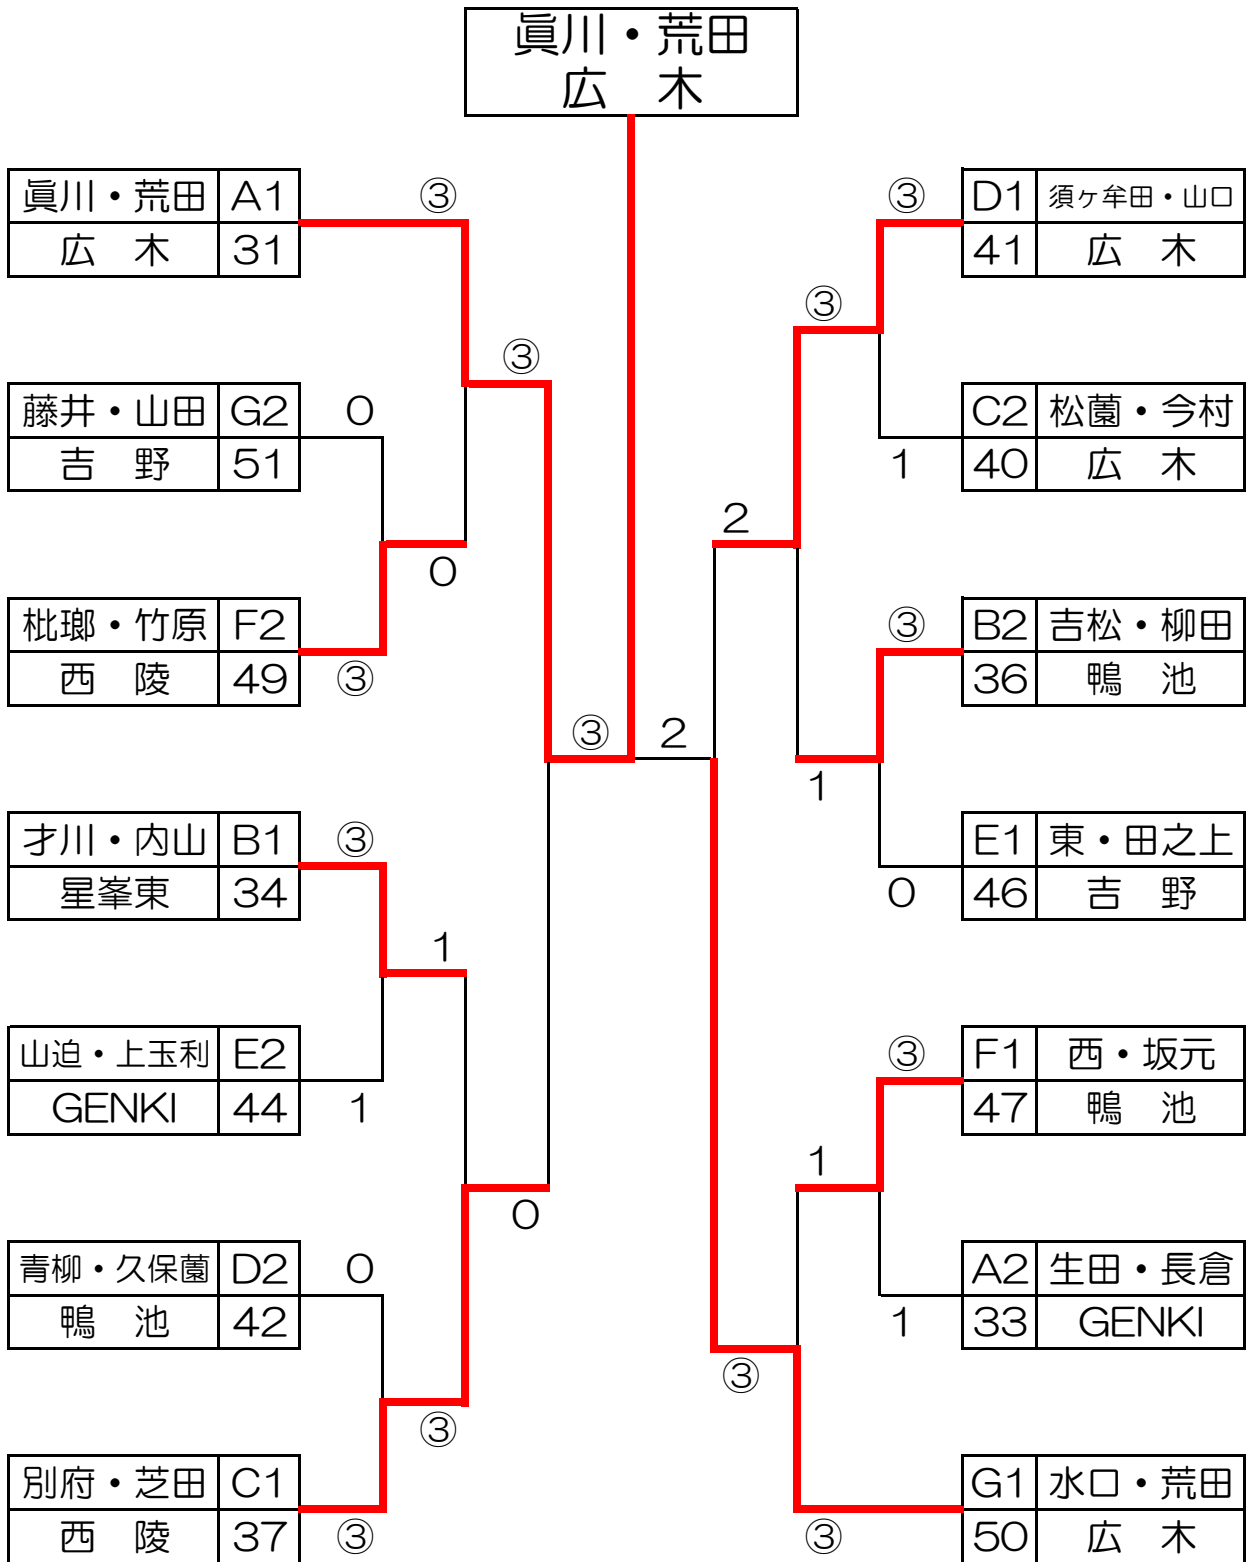 眞川・荒田
広 木
眞川・荒田 A1
広 木 31
③
③
D1 須ヶ牟田・山口
41 広 木
③
③
藤井・山田 G2
吉 野 51
0
C2 松薗・今村
40 広 木
1
2
0
枇瑯・竹原 F2
西 陵 49
③
③
B2 吉松・柳田
36 鴨 池
③
2
1
才川・内山 B1
星峯東 34
③
E1 東・田之上
46 吉 野
0
1
山迫・上玉利 E2
GENKI 44
1
③
F1 西・坂元
47 鴨 池
1
0
青柳・久保薗 D2
鴨 池 42
0
A2 生田・長倉
33 GENKI
1
③
③
別府・芝田 C1
西 陵 37
③
G1 水口・荒田
50 広 木
③